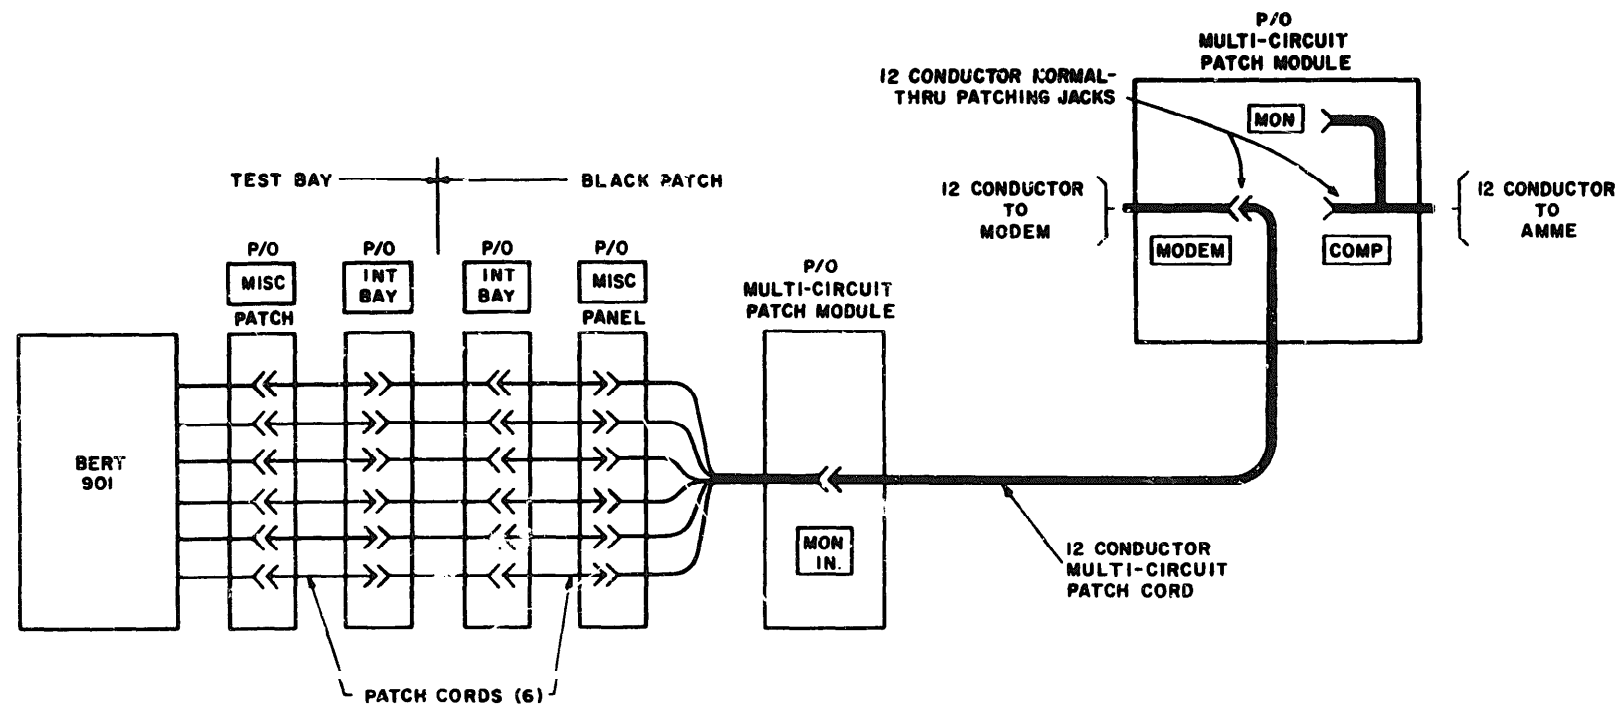 P/O
MULTI-CIRCUIT
PATCH MODULE
12 CONDUCTOR NORMAL-
THRU PATCHING JACKS
MON
TEST BAY
BLACK PATCH
12 CONDUCTOR
TO
MODEM
12 CONDUCTOR
TO
AMME
MODEM
COMP
P/O
MISC
PATCH
P/O
INT
BAY
P/O
INT
BAY
P/O
MISC
PANEL
P/O
MULTI-CIRCUIT
PATCH MODULE
BERT
901
MON
IN.
12 CONDUCTOR
MULTI-CIRCUIT
PATCH CORD
PATCH CORDS (6)